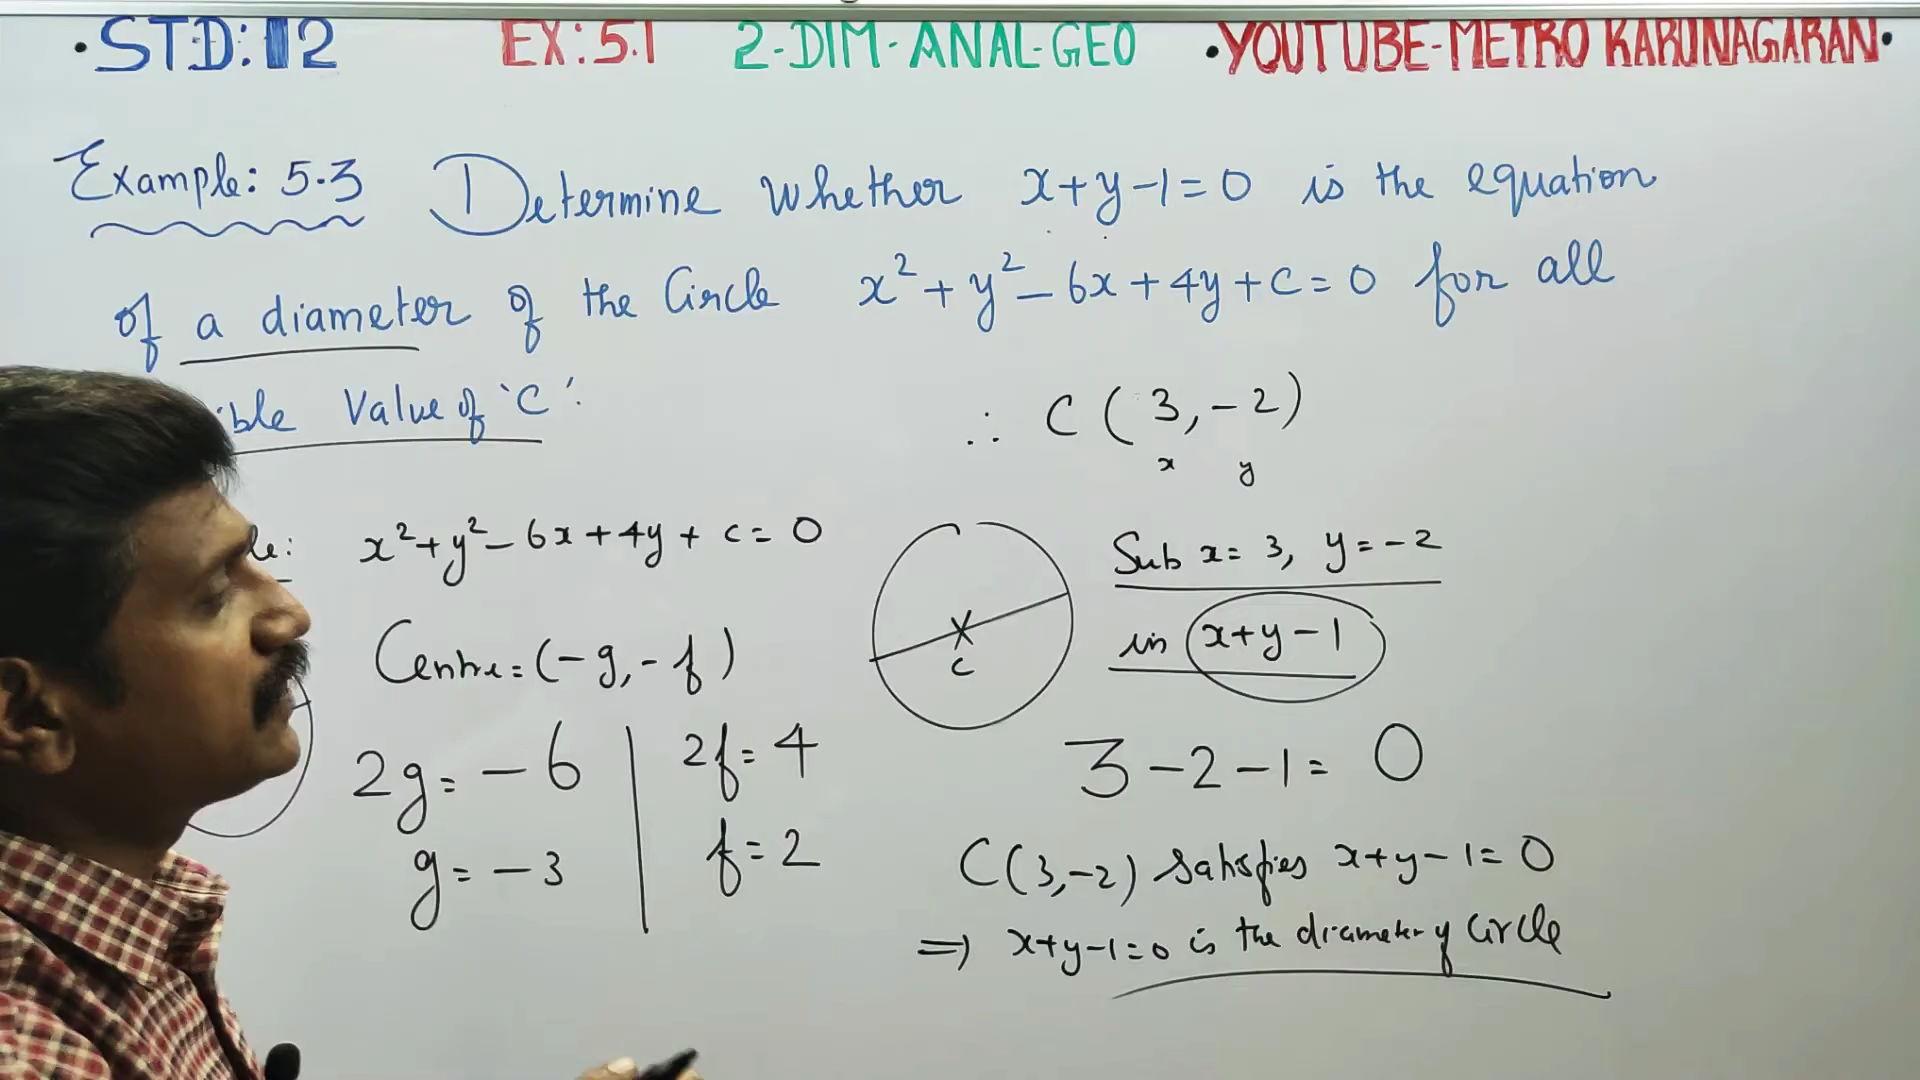 • STD: 12 EX: 5.1 2-DIM-ANAL-GEO • YOUTUBE-METRO KARUNAGARAN •
Example: 5.3 Determine whether x+y-1=0 is the equation
of a diameter of the Circle x²+y²-6x+4y+c=0 for all
Value of 'C'.
x²+y²-6x+4y+c=0
Centre=(-g,-f)
2g=-6
g=-3
2f=4
f=2
∴ C(3,-2)
x y
C
Sub x=3, y=-2
in x+y-1
3-2-1=0
C(3,-2) satisfies x+y-1=0
⇒ x+y-1=0 is the diameter of circle